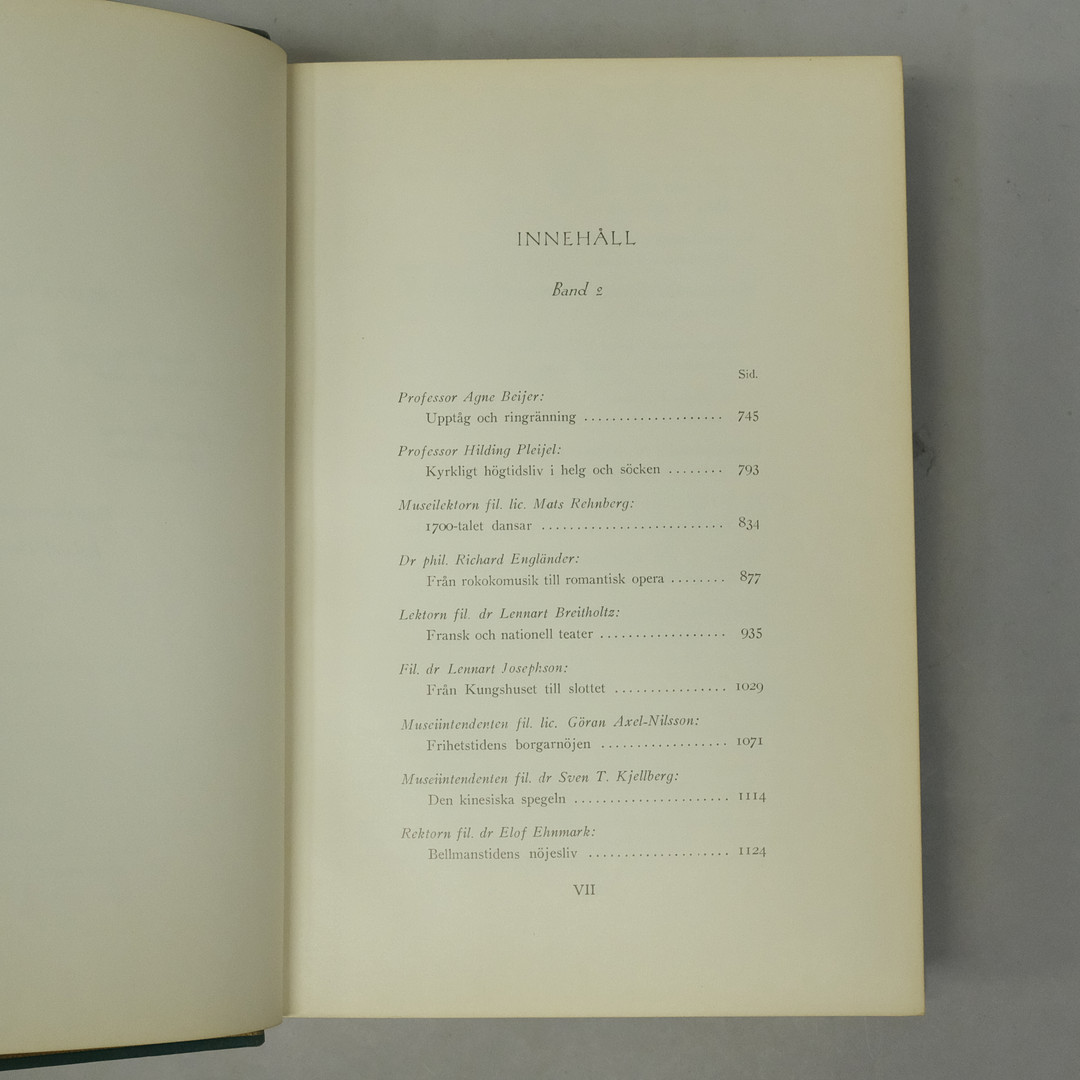 INNEHÅLL
Band 2
Sid.
Professor Agne Beijer:
Upptåg och ringränning .................... 745
Professor Hilding Pleijel:
Kyrkligt högtidsliv i helg och söcken ........ 793
Museilektorn fil. lic. Mats Rehnberg:
1700-talet dansar .......................... 834
Dr phil. Richard Engländer:
Från rokokomusik till romantisk opera ........ 877
Lektorn fil. dr Lennart Breitholtz:
Fransk och nationell teater .................. 935
Fil. dr Lennart Josephson:
Från Kungshuset till slottet ................ 1029
Museiintendenten fil. lic. Göran Axel-Nilsson:
Frihetstidens borgarnöjen .................. 1071
Museiintendenten fil. dr Sven T. Kjellberg:
Den kinesiska spegeln ...................... 1114
Rektorn fil. dr Elof Ehnmark:
Bellmanstidens nöjesliv .................... 1124
VII